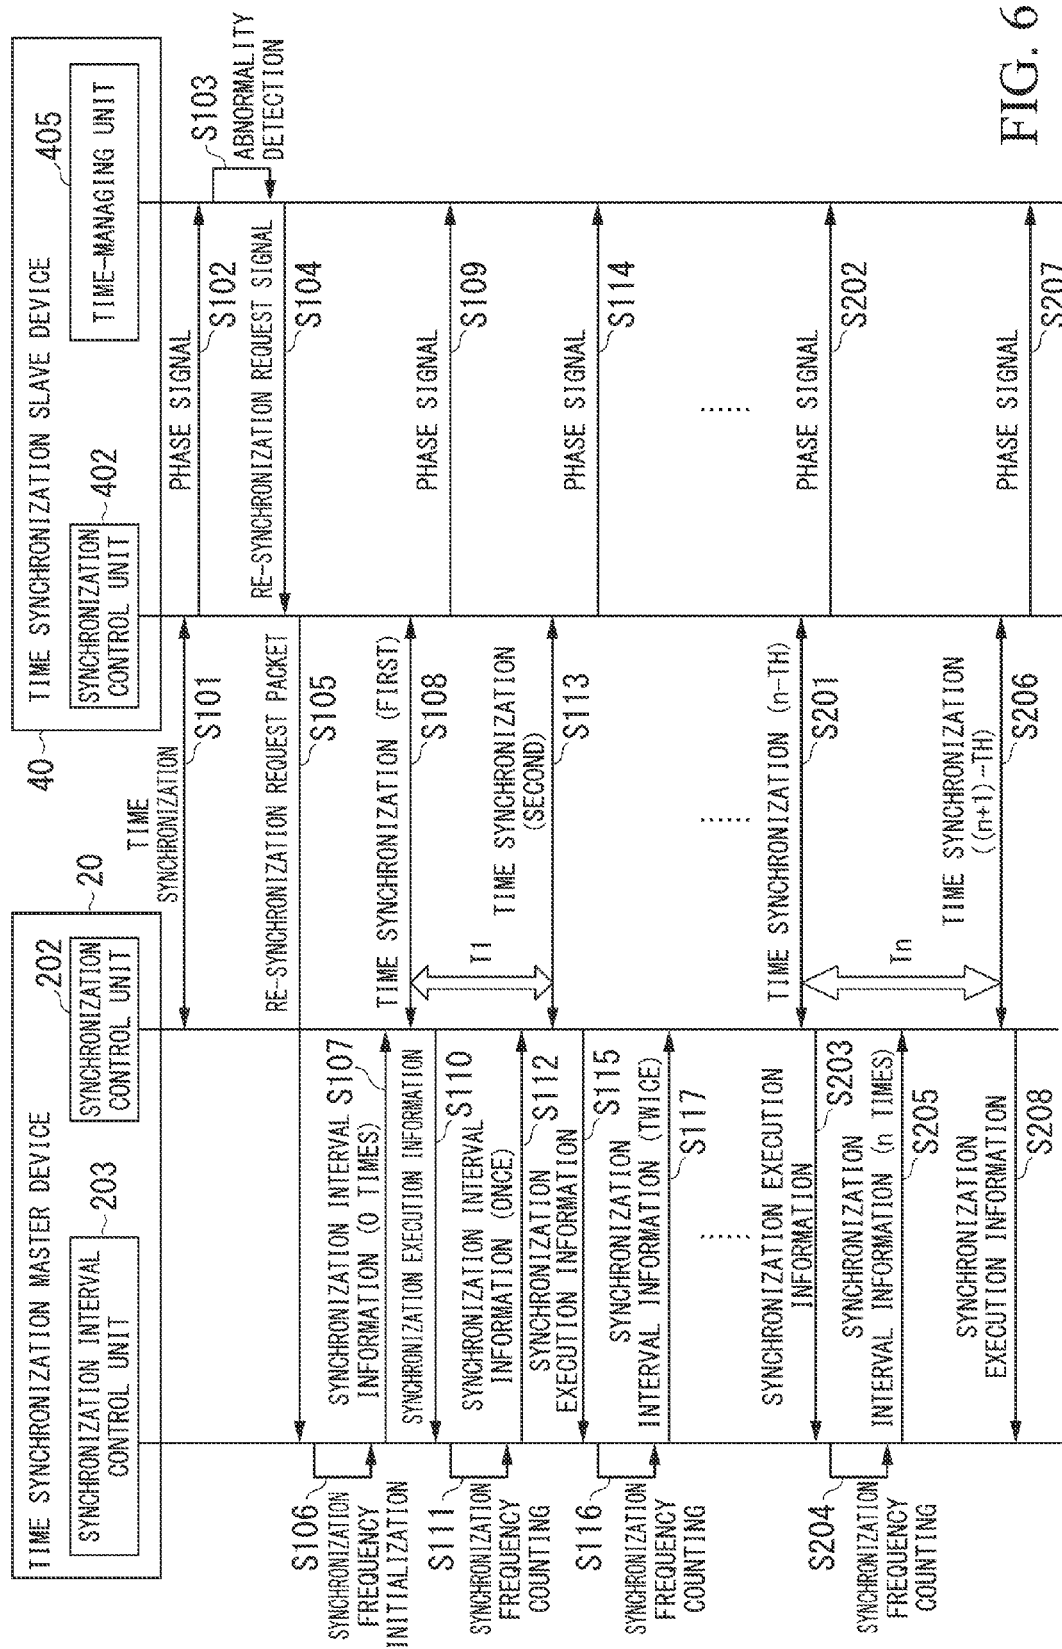 TIME SYNCHRONIZATION MASTER DEVICE
20
SYNCHRONIZATION INTERVAL
CONTROL UNIT
203
SYNCHRONIZATION
CONTROL UNIT
202
40
TIME SYNCHRONIZATION SLAVE DEVICE
SYNCHRONIZATION
CONTROL UNIT
402
TIME-MANAGING UNIT
405
TIME
SYNCHRONIZATION
S101
PHASE SIGNAL
S102
S103
ABNORMALITY
DETECTION
RE-SYNCHRONIZATION REQUEST SIGNAL
S104
RE-SYNCHRONIZATION REQUEST PACKET
S105
S106
SYNCHRONIZATION
FREQUENCY
INITIALIZATION
SYNCHRONIZATION INTERVAL
INFORMATION (0 TIMES)
S107
TIME SYNCHRONIZATION (FIRST)
S108
PHASE SIGNAL
S109
SYNCHRONIZATION EXECUTION INFORMATION
S110
S111
SYNCHRONIZATION
FREQUENCY
COUNTING
SYNCHRONIZATION INTERVAL
INFORMATION (ONCE)
S112
T1
TIME SYNCHRONIZATION
(SECOND)
S113
PHASE SIGNAL
S114
SYNCHRONIZATION
EXECUTION INFORMATION
S115
S116
SYNCHRONIZATION
FREQUENCY
COUNTING
SYNCHRONIZATION
INTERVAL INFORMATION (TWICE)
S117
......
......
......
TIME SYNCHRONIZATION (n-TH)
S201
PHASE SIGNAL
S202
SYNCHRONIZATION EXECUTION
INFORMATION
S203
S204
SYNCHRONIZATION
FREQUENCY
COUNTING
SYNCHRONIZATION
INTERVAL INFORMATION (n TIMES)
S205
Tn
TIME SYNCHRONIZATION
((n+1)-TH)
S206
PHASE SIGNAL
S207
SYNCHRONIZATION
EXECUTION INFORMATION
S208
FIG. 6